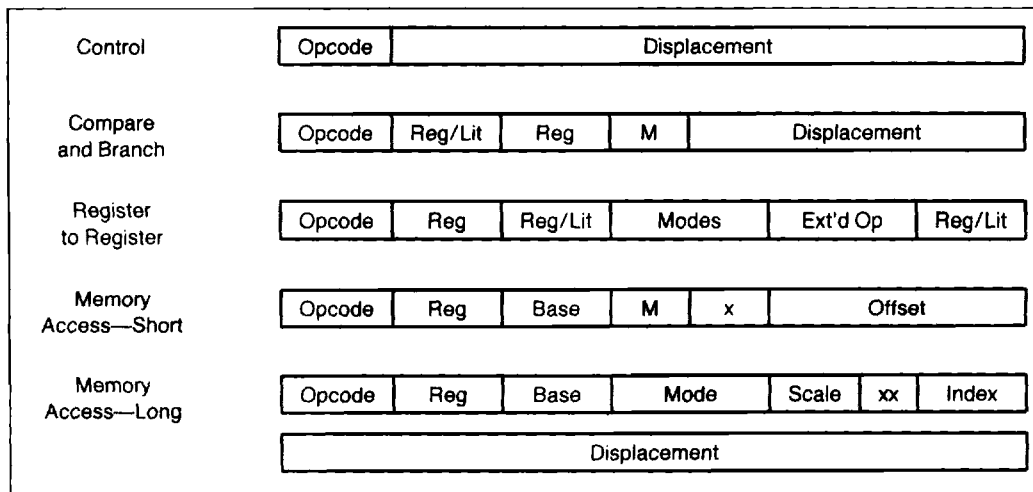 Control Opcode Displacement
Compare
and Branch Opcode Reg/Lit Reg M Displacement
Register
to Register Opcode Reg Reg/Lit Modes Ext'd Op Reg/Lit
Memory
Access—Short Opcode Reg Base M x Offset
Memory
Access—Long Opcode Reg Base Mode Scale xx Index
Displacement